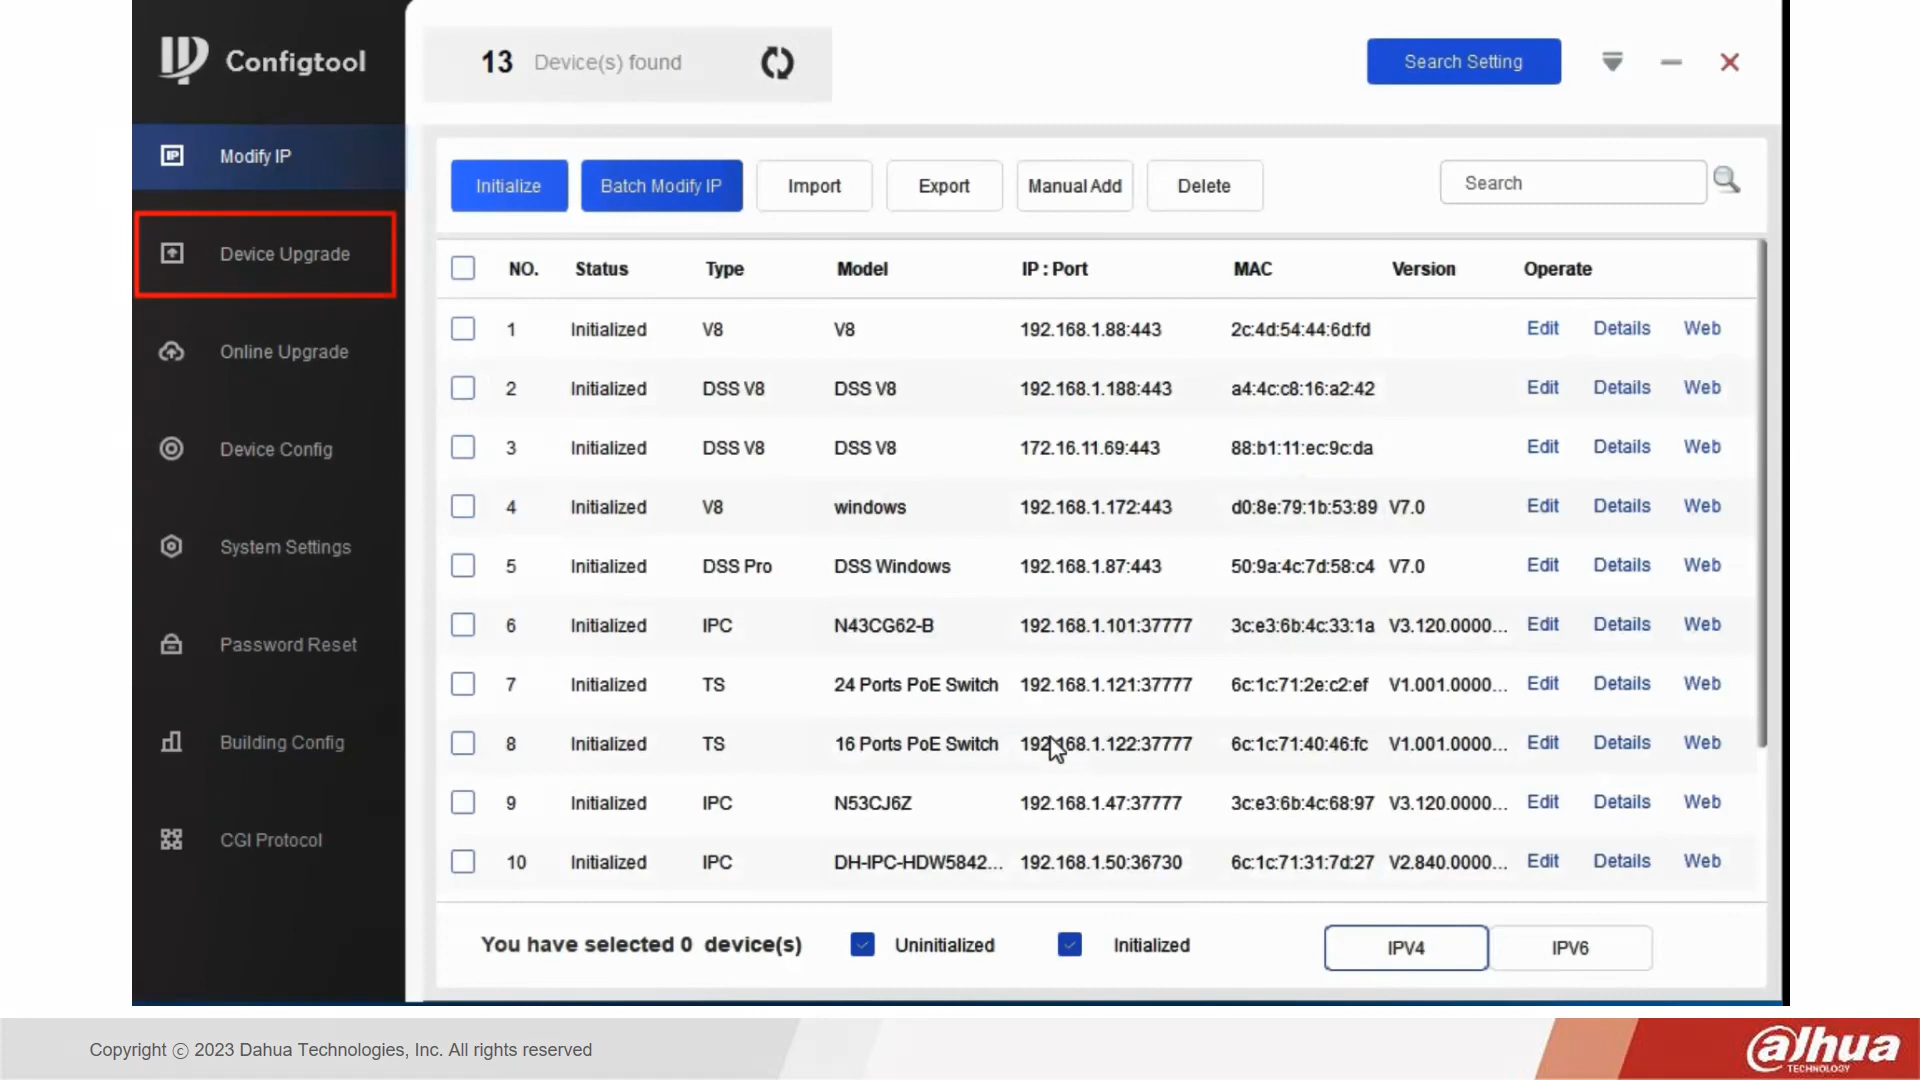 Configtool
13 Device(s) found
Search Setting
Modify IP
Device Upgrade
Online Upgrade
Device Config
System Settings
Password Reset
Building Config
CGI Protocol
Initialize Batch Modify IP Import Export Manual Add Delete Search
NO. Status Type Model IP : Port MAC Version Operate
1 Initialized V8 V8 192.168.1.88:443 2c:4d:54:44:6d:fd Edit Details Web
2 Initialized DSS V8 DSS V8 192.168.1.188:443 a4:4c:c8:16:a2:42 Edit Details Web
3 Initialized DSS V8 DSS V8 172.16.11.69:443 88:b1:11:ec:9c:da Edit Details Web
4 Initialized V8 windows 192.168.1.172:443 d0:8e:79:1b:53:89 V7.0 Edit Details Web
5 Initialized DSS Pro DSS Windows 192.168.1.87:443 50:9a:4c:7d:58:c4 V7.0 Edit Details Web
6 Initialized IPC N43CG62-B 192.168.1.101:37777 3c:e3:6b:4c:33:1a V3.120.0000... Edit Details Web
7 Initialized TS 24 Ports PoE Switch 192.168.1.121:37777 6c:1c:71:2e:c2:ef V1.001.0000... Edit Details Web
8 Initialized TS 16 Ports PoE Switch 192.168.1.122:37777 6c:1c:71:40:46:fc V1.001.0000... Edit Details Web
9 Initialized IPC N53CJ6Z 192.168.1.47:37777 3c:e3:6b:4c:68:97 V3.120.0000... Edit Details Web
10 Initialized IPC DH-IPC-HDW5842... 192.168.1.50:36730 6c:1c:71:31:7d:27 V2.840.0000... Edit Details Web
You have selected 0 device(s) Uninitialized Initialized IPV4 IPV6
Copyright © 2023 Dahua Technologies, Inc. All rights reserved
alhua
TECHNOLOGY